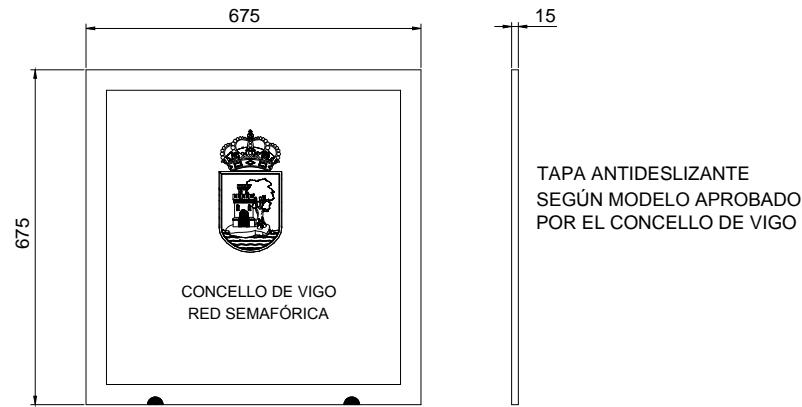 675
15
675
TAPA ANTIDESLIZANTE
SEGÚN MODELO APROBADO
POR EL CONCELLO DE VIGO
CONCELLO DE VIGO
RED SEMAFÓRICA